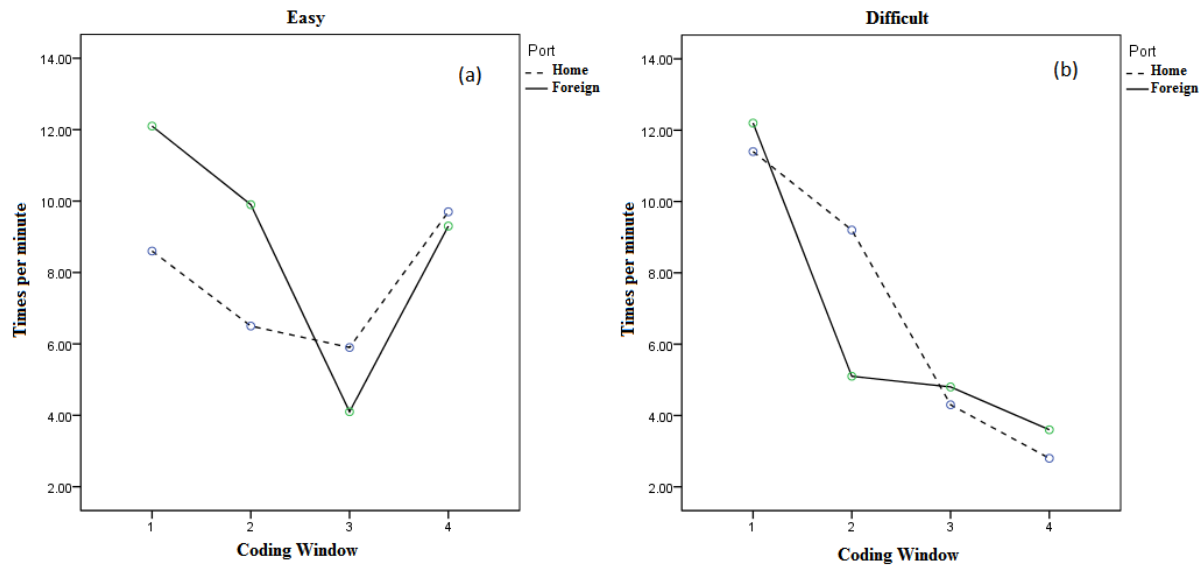 Easy
(a)
Port
Home
Foreign
14.00
12.00
10.00
8.00
6.00
4.00
2.00
Times per minute
1 2 3 4
Coding Window
Difficult
(b)
Port
Home
Foreign
14.00
12.00
10.00
8.00
6.00
4.00
2.00
Times per minute
1 2 3 4
Coding Window